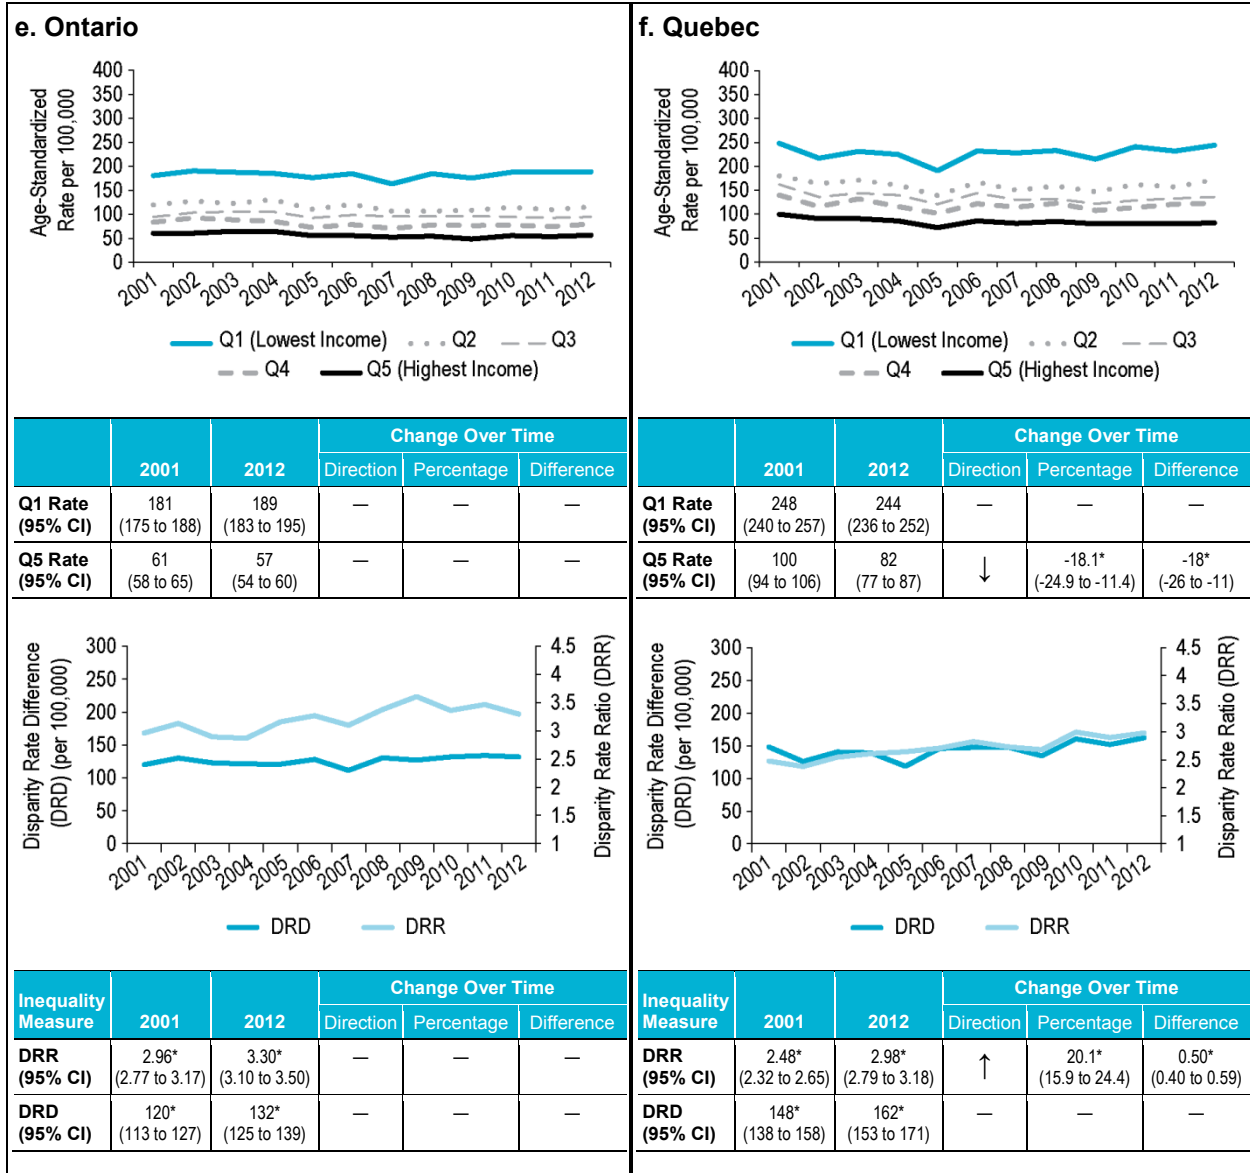 e. Ontario
Age-Standardized
Rate per 100,000
400
350
300
250
200
150
100
50
0
2001 2002 2003 2004 2005 2006 2007 2008 2009 2010 2011 2012
Q1 (Lowest Income) Q2 Q3
Q4 Q5 (Highest Income)
Change Over Time
2001 2012 Direction Percentage Difference
Q1 Rate 181 189 — — —
(95% CI) (175 to 188) (183 to 195)
Q5 Rate 61 57 — — —
(95% CI) (58 to 65) (54 to 60)
Disparity Rate Difference
(DRD) (per 100,000)
300
250
200
150
100
50
0
4.5
4
3.5
3
2.5
2
1.5
1
Disparity Rate Ratio (DRR)
2001 2002 2003 2004 2005 2006 2007 2008 2009 2010 2011 2012
DRD DRR
Change Over Time
Inequality
Measure 2001 2012 Direction Percentage Difference
DRR 2.96* 3.30* — — —
(95% CI) (2.77 to 3.17) (3.10 to 3.50)
DRD 120* 132* — — —
(95% CI) (113 to 127) (125 to 139)
f. Quebec
Age-Standardized
Rate per 100,000
400
350
300
250
200
150
100
50
0
2001 2002 2003 2004 2005 2006 2007 2008 2009 2010 2011 2012
Q1 (Lowest Income) Q2 Q3
Q4 Q5 (Highest Income)
Change Over Time
2001 2012 Direction Percentage Difference
Q1 Rate 248 244 — — —
(95% CI) (240 to 257) (236 to 252)
Q5 Rate 100 82 ↓ -18.1* -18*
(95% CI) (94 to 106) (77 to 87) (-24.9 to -11.4) (-26 to -11)
Disparity Rate Difference
(DRD) (per 100,000)
300
250
200
150
100
50
0
4.5
4
3.5
3
2.5
2
1.5
1
Disparity Rate Ratio (DRR)
2001 2002 2003 2004 2005 2006 2007 2008 2009 2010 2011 2012
DRD DRR
Change Over Time
Inequality
Measure 2001 2012 Direction Percentage Difference
DRR 2.48* 2.98* ↑ 20.1* 0.50*
(95% CI) (2.32 to 2.65) (2.79 to 3.18) (15.9 to 24.4) (0.40 to 0.59)
DRD 148* 162* — — —
(95% CI) (138 to 158) (153 to 171)